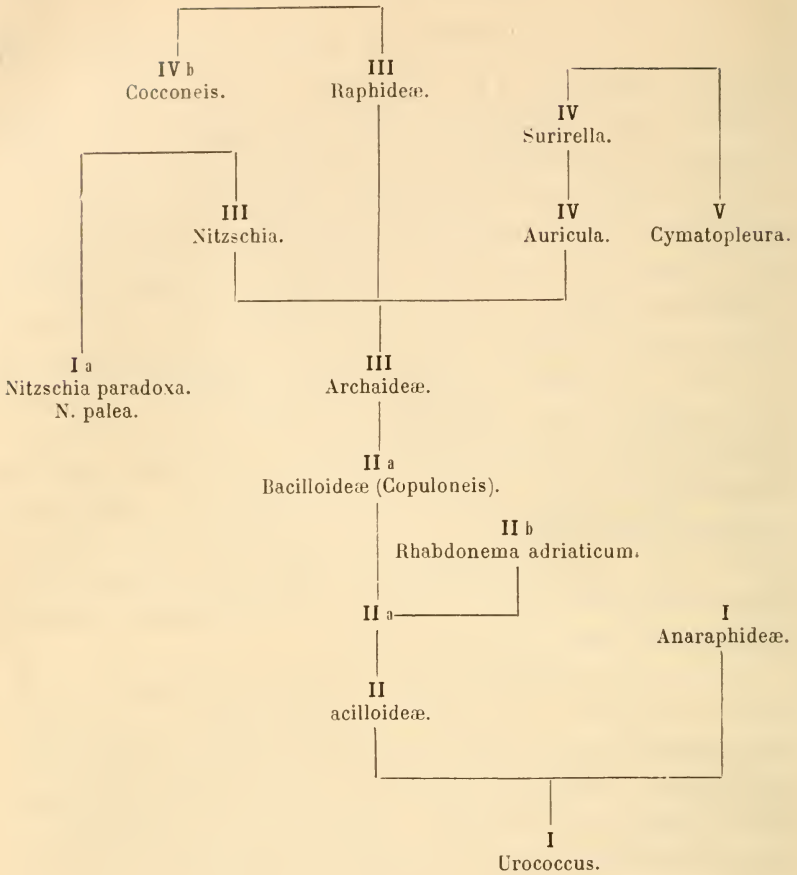 IV b
Cocconeis.
III
Raphideæ.
IV
Surirella.
III
Nitzschia.
IV
Auricula.
V
Cymatopleura.
I a
Nitzschia paradoxa.
N. palea.
III
Archaideæ.
II a
Bacilloideæ (Copuloneis).
II b
Rhabdonema adriaticum.
II a
I
Anaraphideæ.
II
acilloideæ.
I
Urococcus.